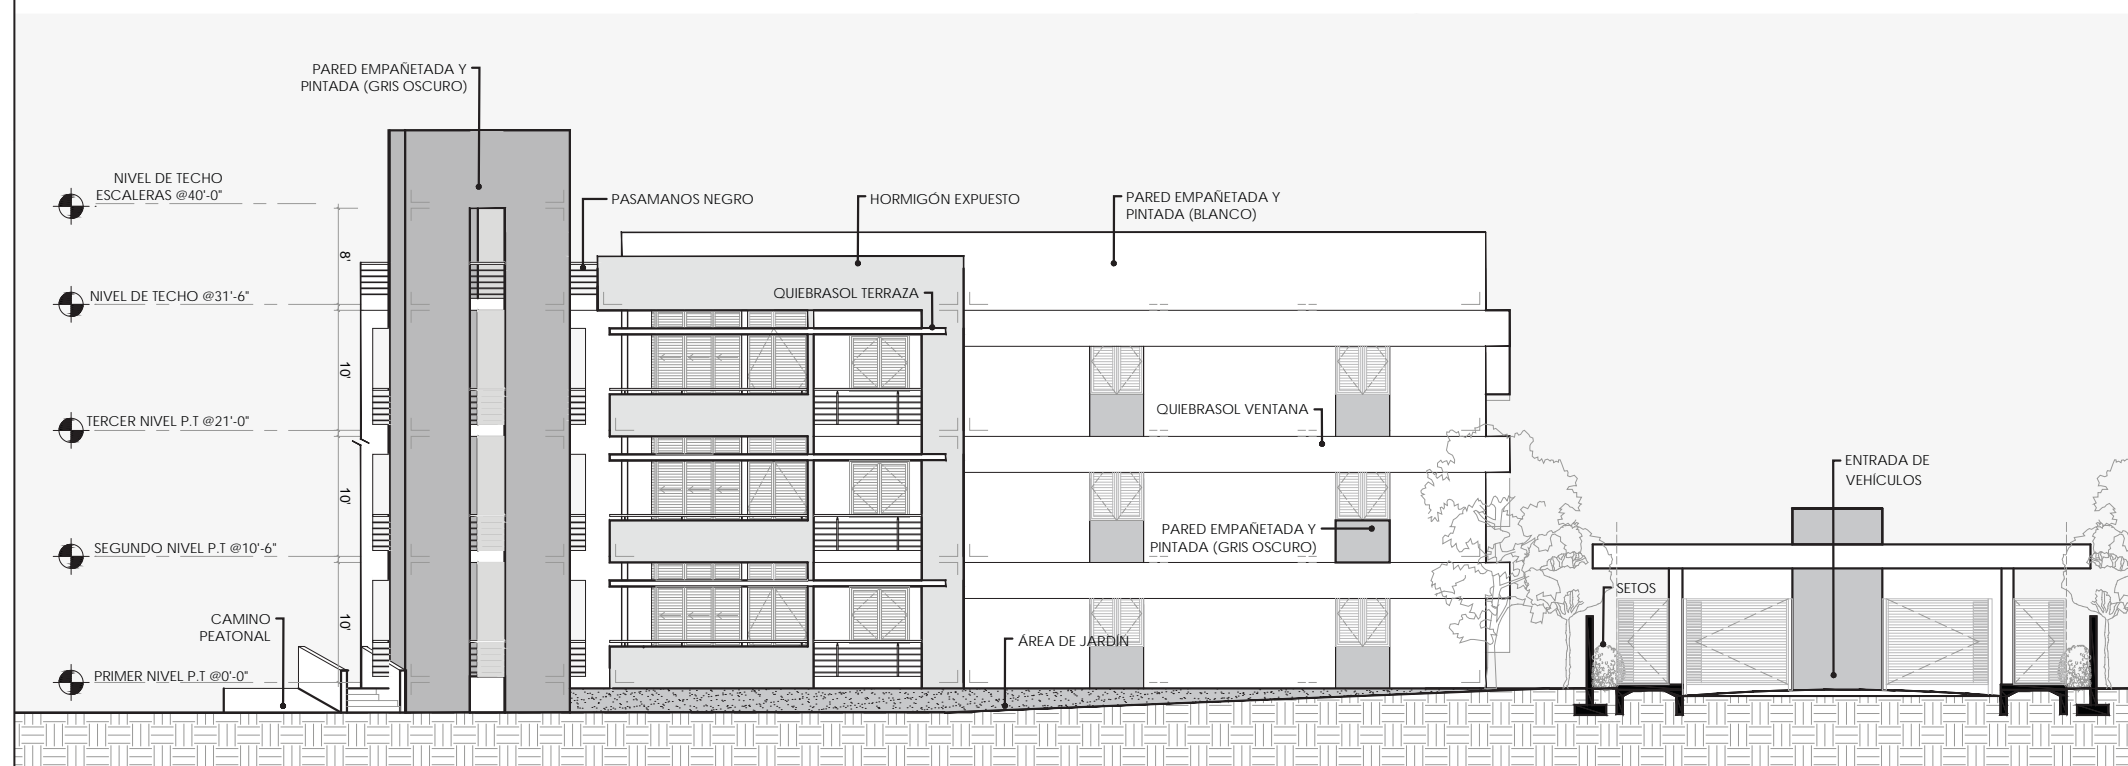 PARED EMPAÑETADA Y
PINTADA (GRIS OSCURO)
NIVEL DE TECHO
ESCALERAS @40'-0"
PASAMANOS NEGRO
HORMIGÓN EXPUESTO
PARED EMPAÑETADA Y
PINTADA (BLANCO)
8'
NIVEL DE TECHO @31'-6"
QUIEBRASOL TERRAZA
10'
TERCER NIVEL P.T @21'-0"
QUIEBRASOL VENTANA
ENTRADA DE
VEHÍCULOS
10'
PARED EMPAÑETADA Y
PINTADA (GRIS OSCURO)
SEGUNDO NIVEL P.T @10'-6"
SETOS
CAMINO
PEATONAL
10'
ÁREA DE JARDÍN
PRIMER NIVEL P.T @0'-0"